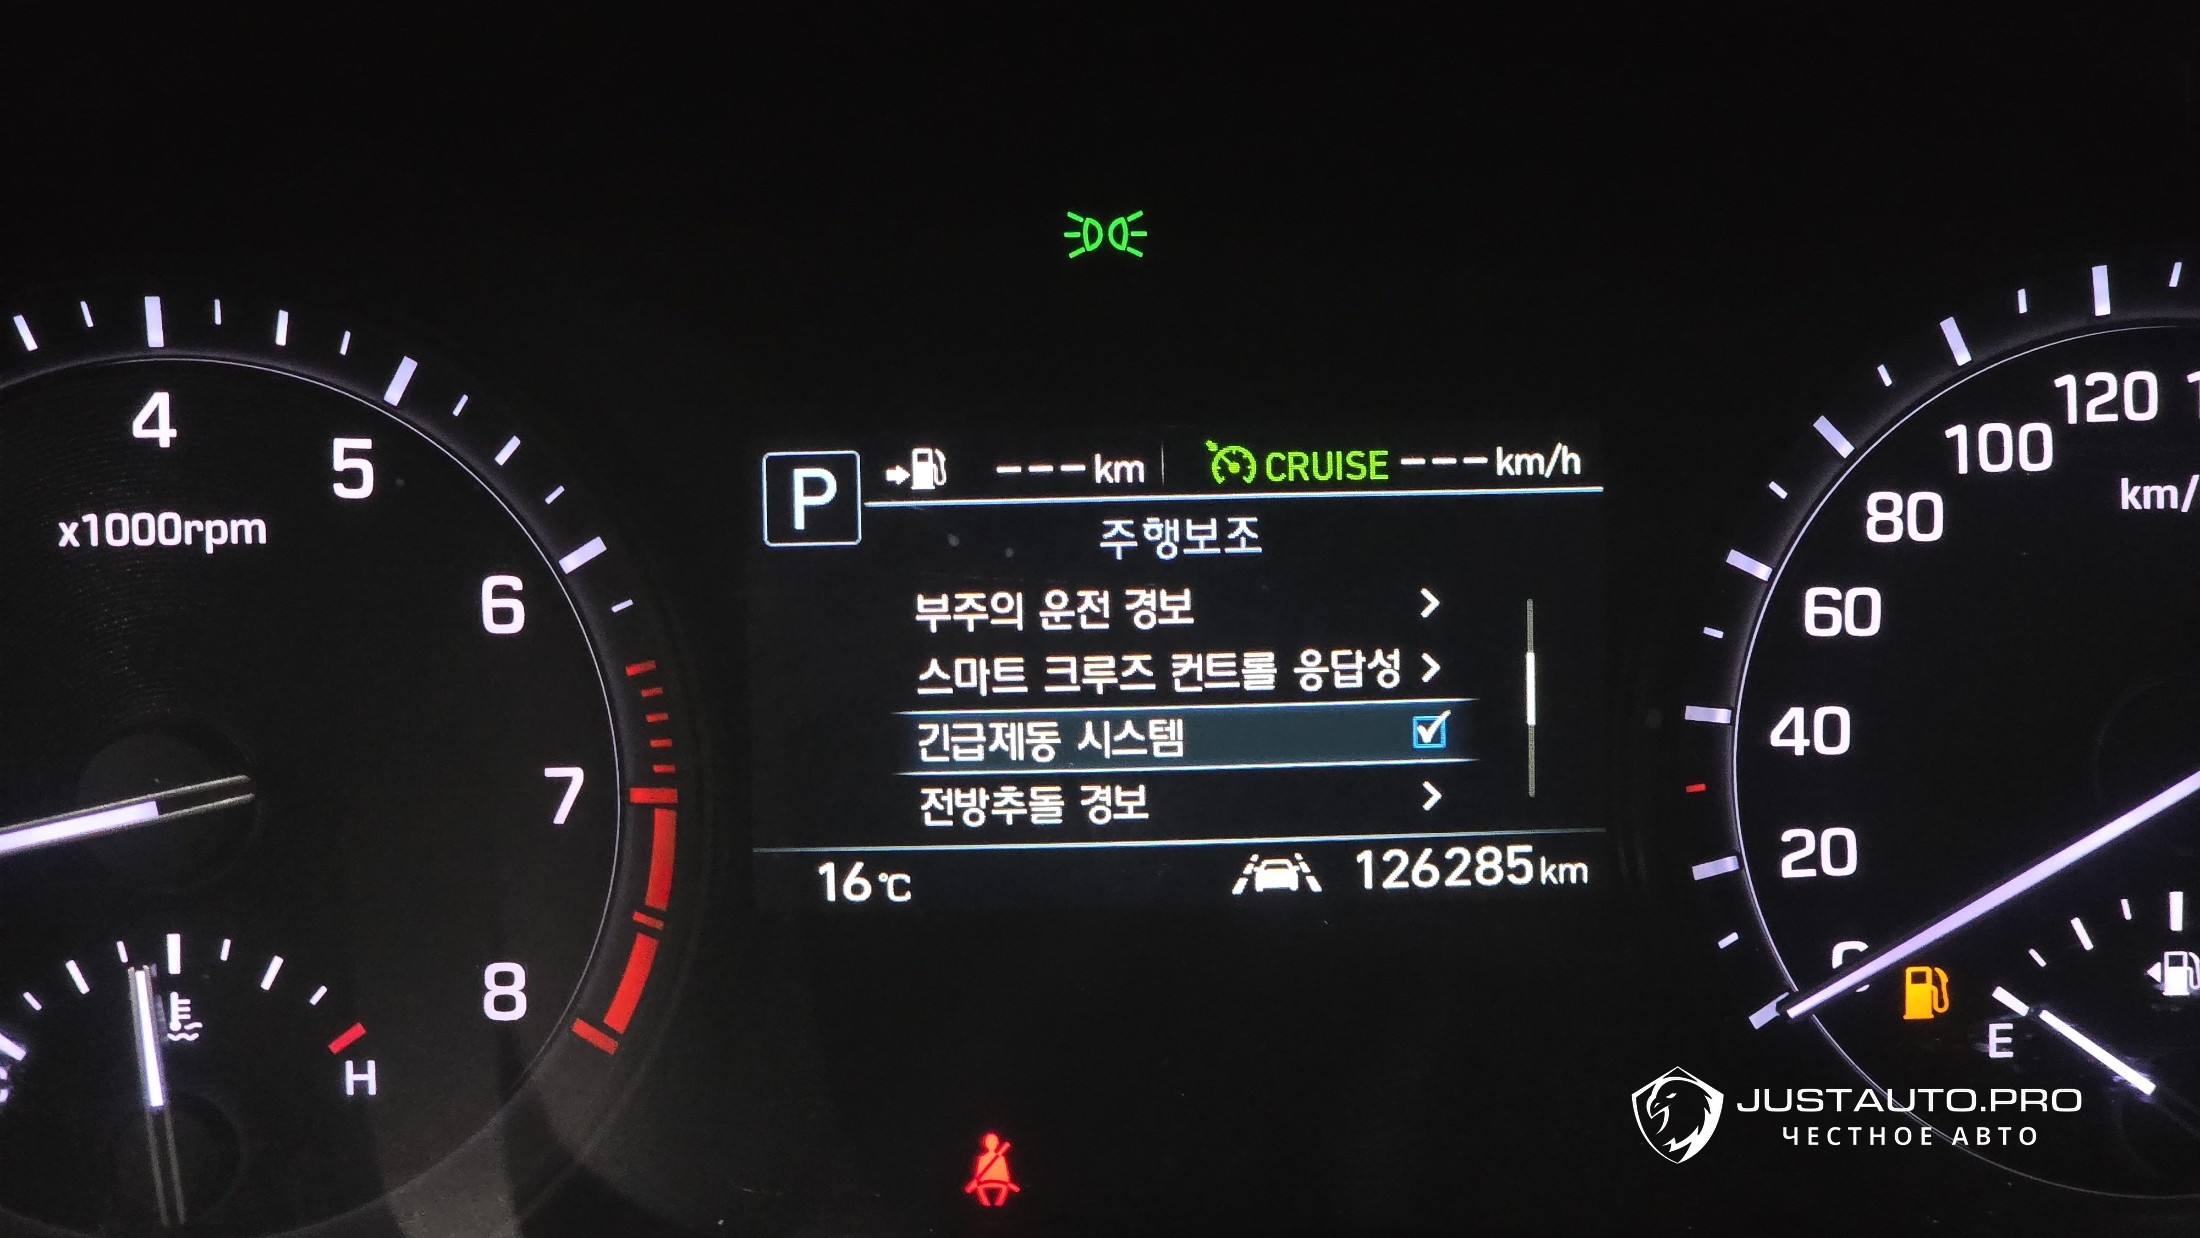 4
5
x1000rpm
6
7
8
H
P
--- km
CRUISE --- km/h
주행보조
부주의 운전 경보 >
스마트 크루즈 컨트롤 응답성 >
긴급제동 시스템
전방추돌 경보 >
16℃
126285km
120
100
80
60
40
20
E
JUSTAUTO.PRO
ЧЕСТНОЕ АВТО